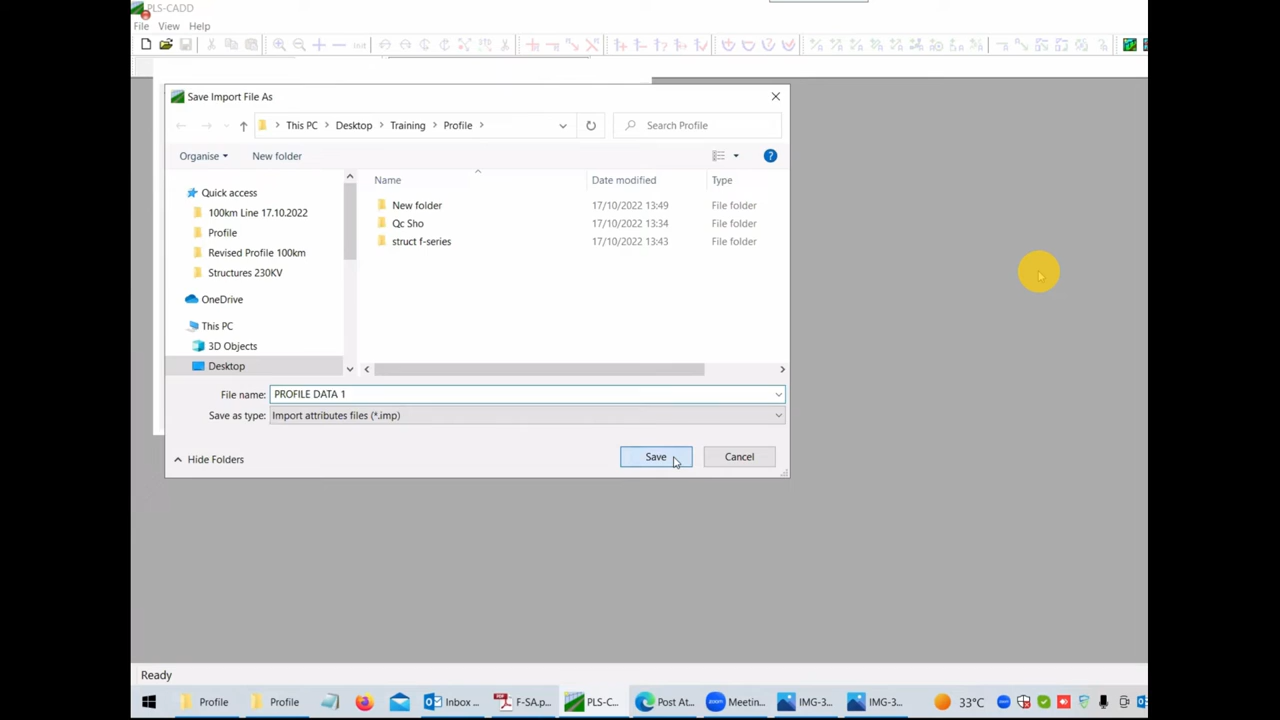 PLS-CADD
File View Help
Save Import File As
This PC Desktop Training Profile
Search Profile
Organise New folder
Name Date modified Type
Quick access
100km Line 17.10.2022
Profile
Revised Profile 100km
Structures 230KV
OneDrive
This PC
3D Objects
Desktop
New folder 17/10/2022 13:49 File folder
Qc Sho 17/10/2022 13:34 File folder
struct f-series 17/10/2022 13:43 File folder
File name: PROFILE DATA 1
Save as type: Import attributes files (*.imp)
Hide Folders
Save Cancel
Ready
Profile Profile Inbox ... F-SA.p... PLS-C... Post At... zoom Meetin... IMG-3... IMG-3... 33°C